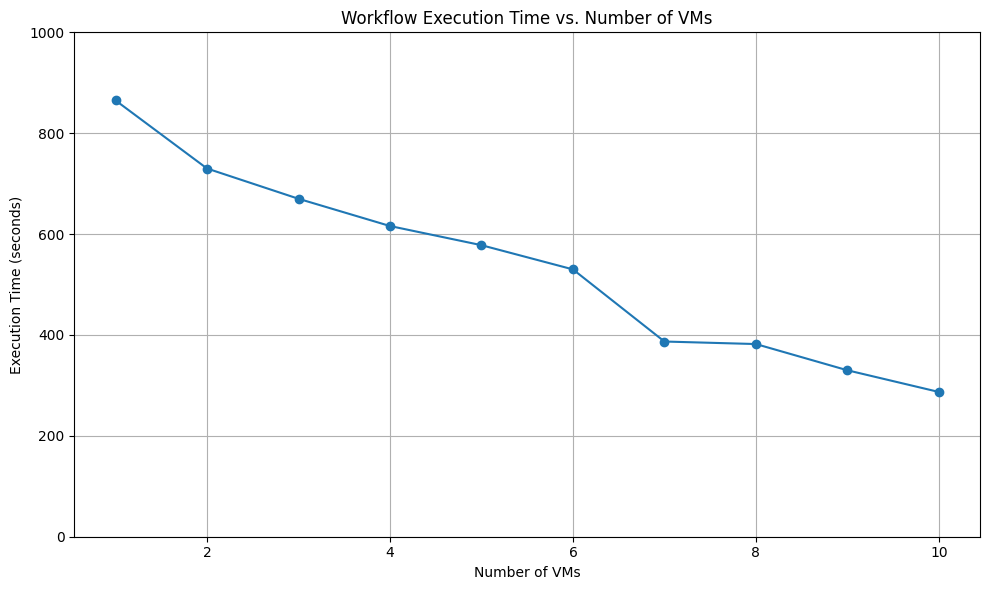 Workflow Execution Time vs. Number of VMs
1000
800
600
400
200
0
Execution Time (seconds)
2 4 6 8 10
Number of VMs